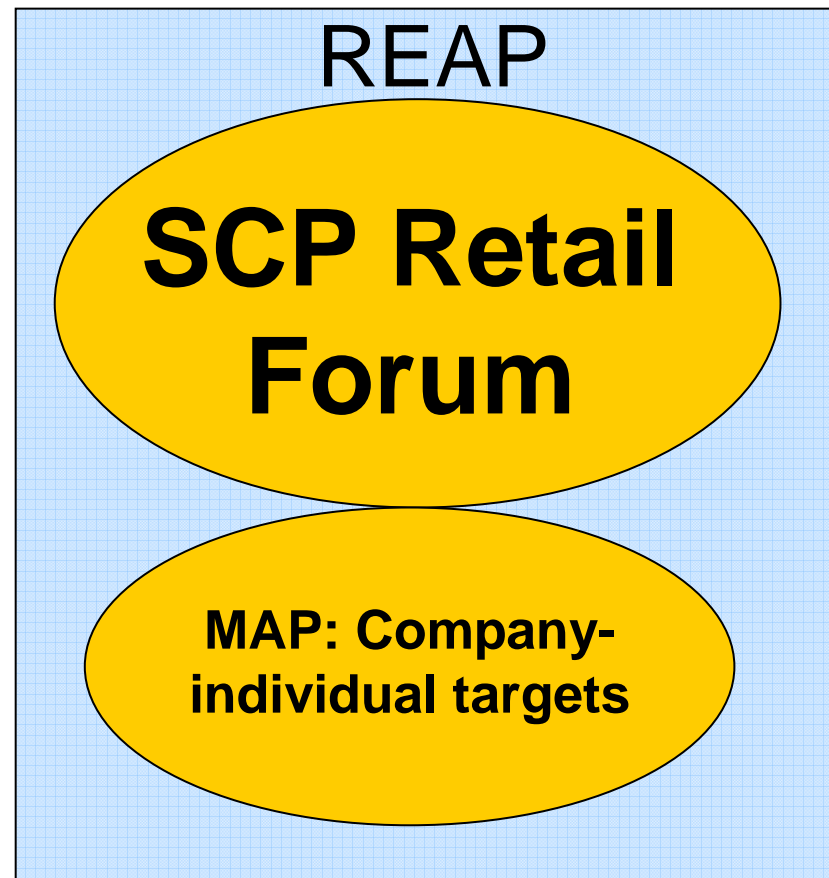 REAP
SCP Retail
Forum
MAP: Company-
individual targets